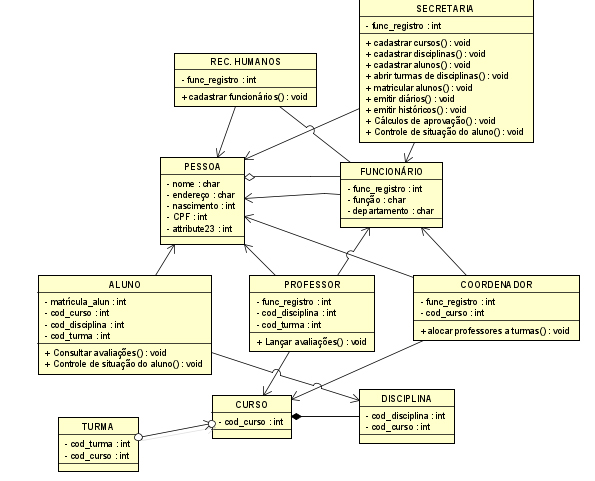 SECRETARIA
- func_registro : int
+ cadastrar cursos() : void
+ cadastrar disciplinas() : void
+ cadastrar alunos() : void
+ abrir turmas de disciplinas() : void
+ matricular alunos() : void
+ emitir diários() : void
+ emitir históricos() : void
+ Cálculos de aprovação() : void
+ Controle de situação do aluno() : void
REC. HUMANOS
- func_registro : int
+ cadastrar funcionários() : void
PESSOA
- nome : char
- endereço : char
- nascimento : int
- CPF : int
- attribute23 : int
FUNCIONÁRIO
- func_registro : int
- função : char
- departamento : char
ALUNO
- matrícula_alun : int
- cod_curso : int
- cod_disciplina : int
- cod_turma : int
+ Consultar avaliações() : void
+ Controle de situação do aluno() : void
PROFESSOR
- func_registro : int
- cod_disciplina : int
- cod_turma : int
+ Lançar avaliações() : void
COORDENADOR
- func_registro : int
- cod_curso : int
+ alocar professores a turmas() : void
CURSO
- cod_curso : int
DISCIPLINA
- cod_disciplina : int
- cod_curso : int
TURMA
- cod_turma : int
- cod_curso : int